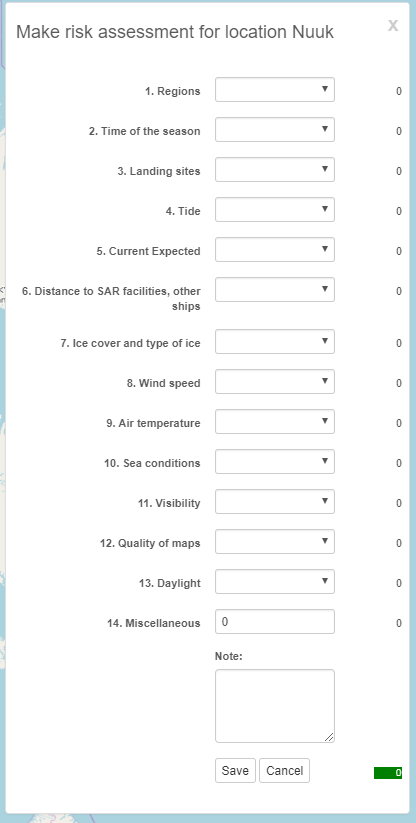 Make risk assessment for location Nuuk x
1. Regions 0
2. Time of the season 0
3. Landing sites 0
4. Tide 0
5. Current Expected 0
6. Distance to SAR facilities, other 0
ships
7. Ice cover and type of ice 0
8. Wind speed 0
9. Air temperature 0
10. Sea conditions 0
11. Visibility 0
12. Quality of maps 0
13. Daylight 0
14. Miscellaneous 0 0
Note:
Save Cancel 0